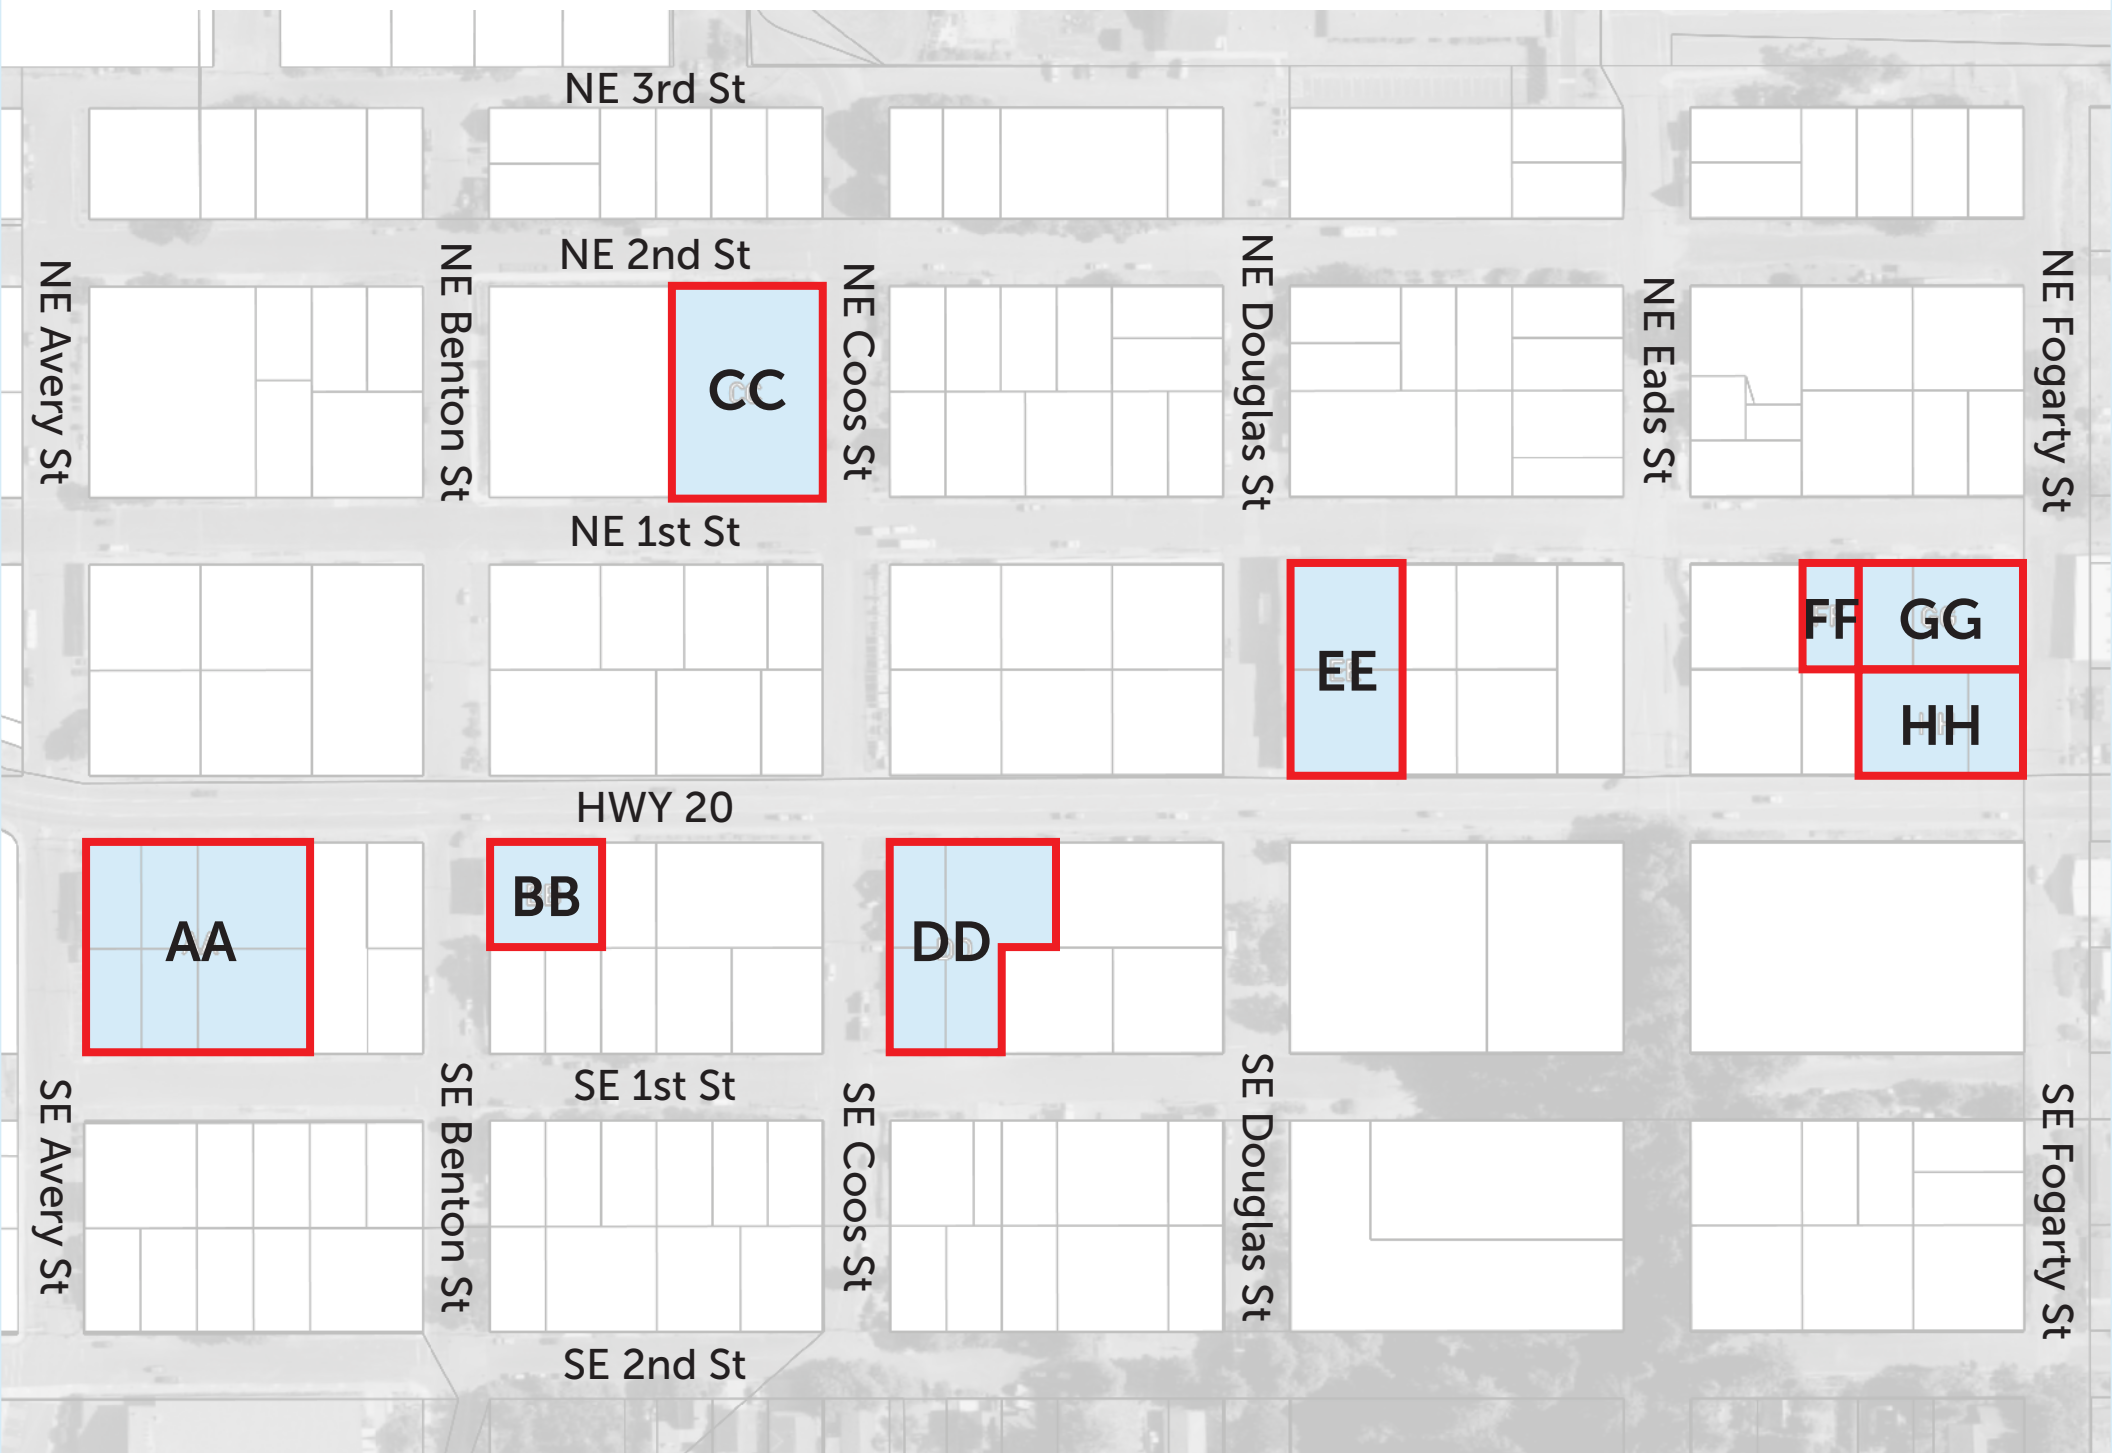 NE 3rd St
NE 2nd St
NE Avery St
NE Benton St
CC
NE Coos St
NE Douglas St
NE Eads St
NE Fogarty St
NE 1st St
EE
FF
GG
HH
HWY 20
AA
BB
DD
SE 1st St
SE Avery St
SE Benton St
SE Coos St
SE Douglas St
SE Fogarty St
SE 2nd St